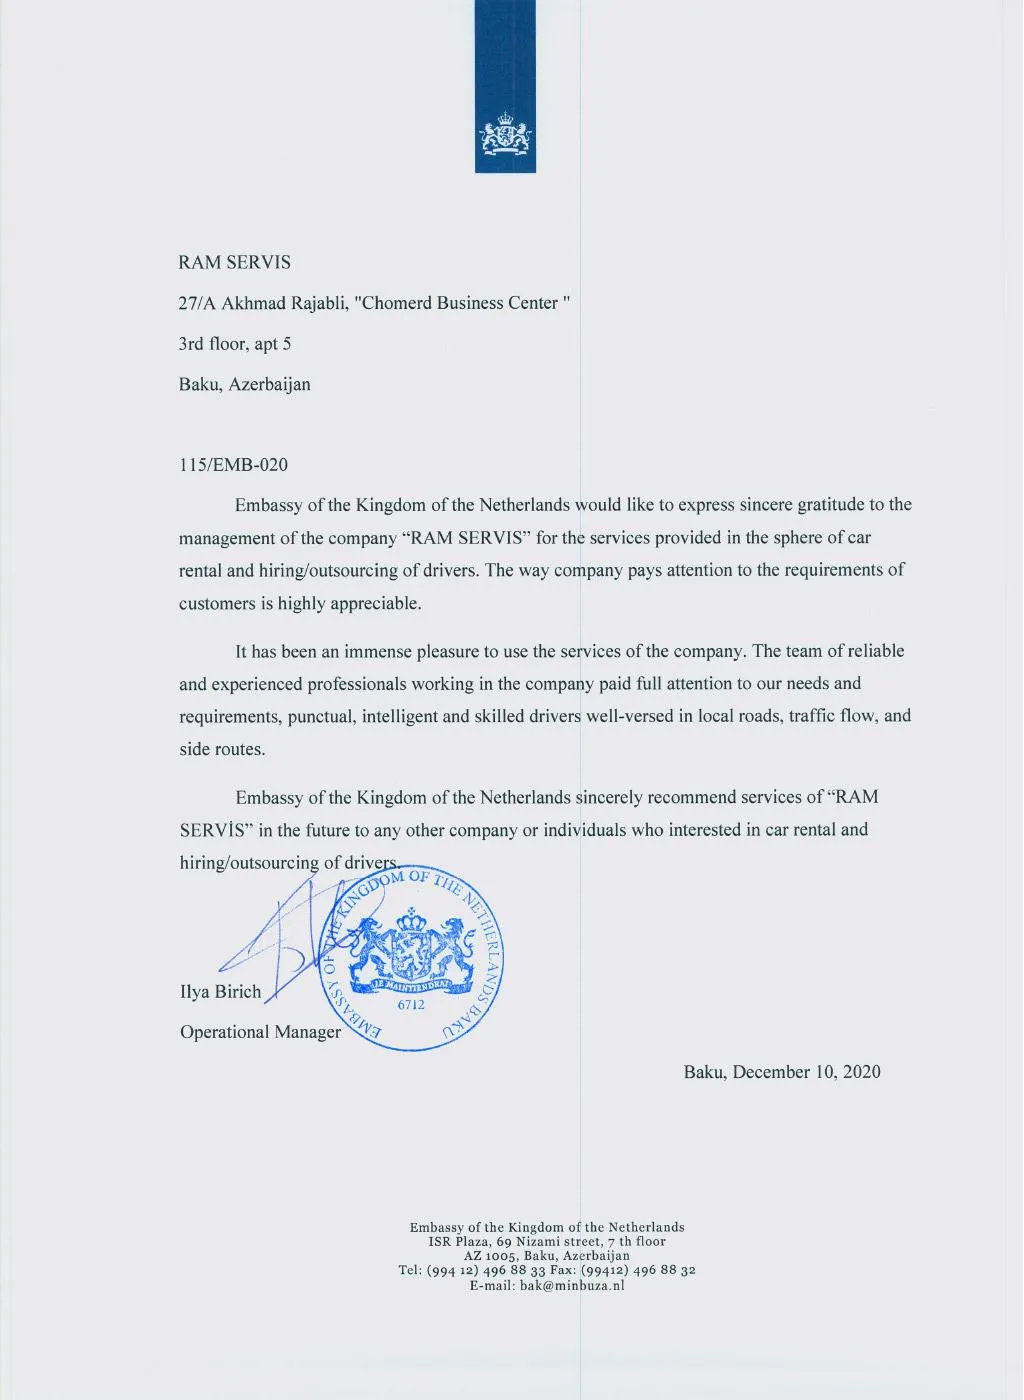 RAM SERVIS
27/A Akhmad Rajabli, "Chomerd Business Center "
3rd floor, apt 5
Baku, Azerbaijan
115/EMB-020
Embassy of the Kingdom of the Netherlands would like to express sincere gratitude to the
management of the company “RAM SERVIS” for the services provided in the sphere of car
rental and hiring/outsourcing of drivers. The way company pays attention to the requirements of
customers is highly appreciable.
It has been an immense pleasure to use the services of the company. The team of reliable
and experienced professionals working in the company paid full attention to our needs and
requirements, punctual, intelligent and skilled drivers well-versed in local roads, traffic flow, and
side routes.
Embassy of the Kingdom of the Netherlands sincerely recommend services of “RAM
SERVİS” in the future to any other company or individuals who interested in car rental and
hiring/outsourcing of drivers.
EMBASSY OF THE KINGDOM OF THE NETHERLANDS BAKU
JE MAINTIENDRAI
6712
Ilya Birich
Operational Manager
Baku, December 10, 2020
Embassy of the Kingdom of the Netherlands
ISR Plaza, 69 Nizami street, 7 th floor
AZ 1005, Baku, Azerbaijan
Tel: (994 12) 496 88 33 Fax: (99412) 496 88 32
E-mail: bak@minbuza.nl